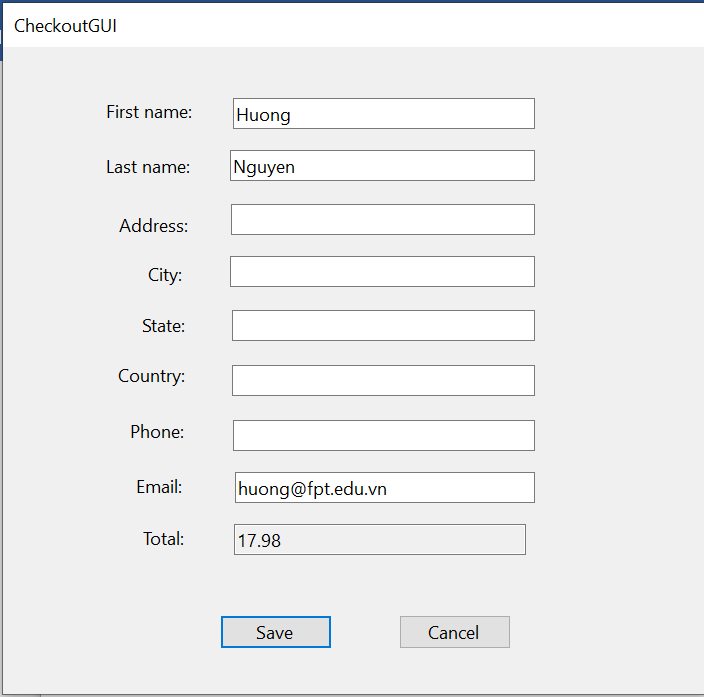 CheckoutGUI
First name: Huong
Last name: Nguyen
Address:
City:
State:
Country:
Phone:
Email: huong@fpt.edu.vn
Total: 17.98
Save Cancel